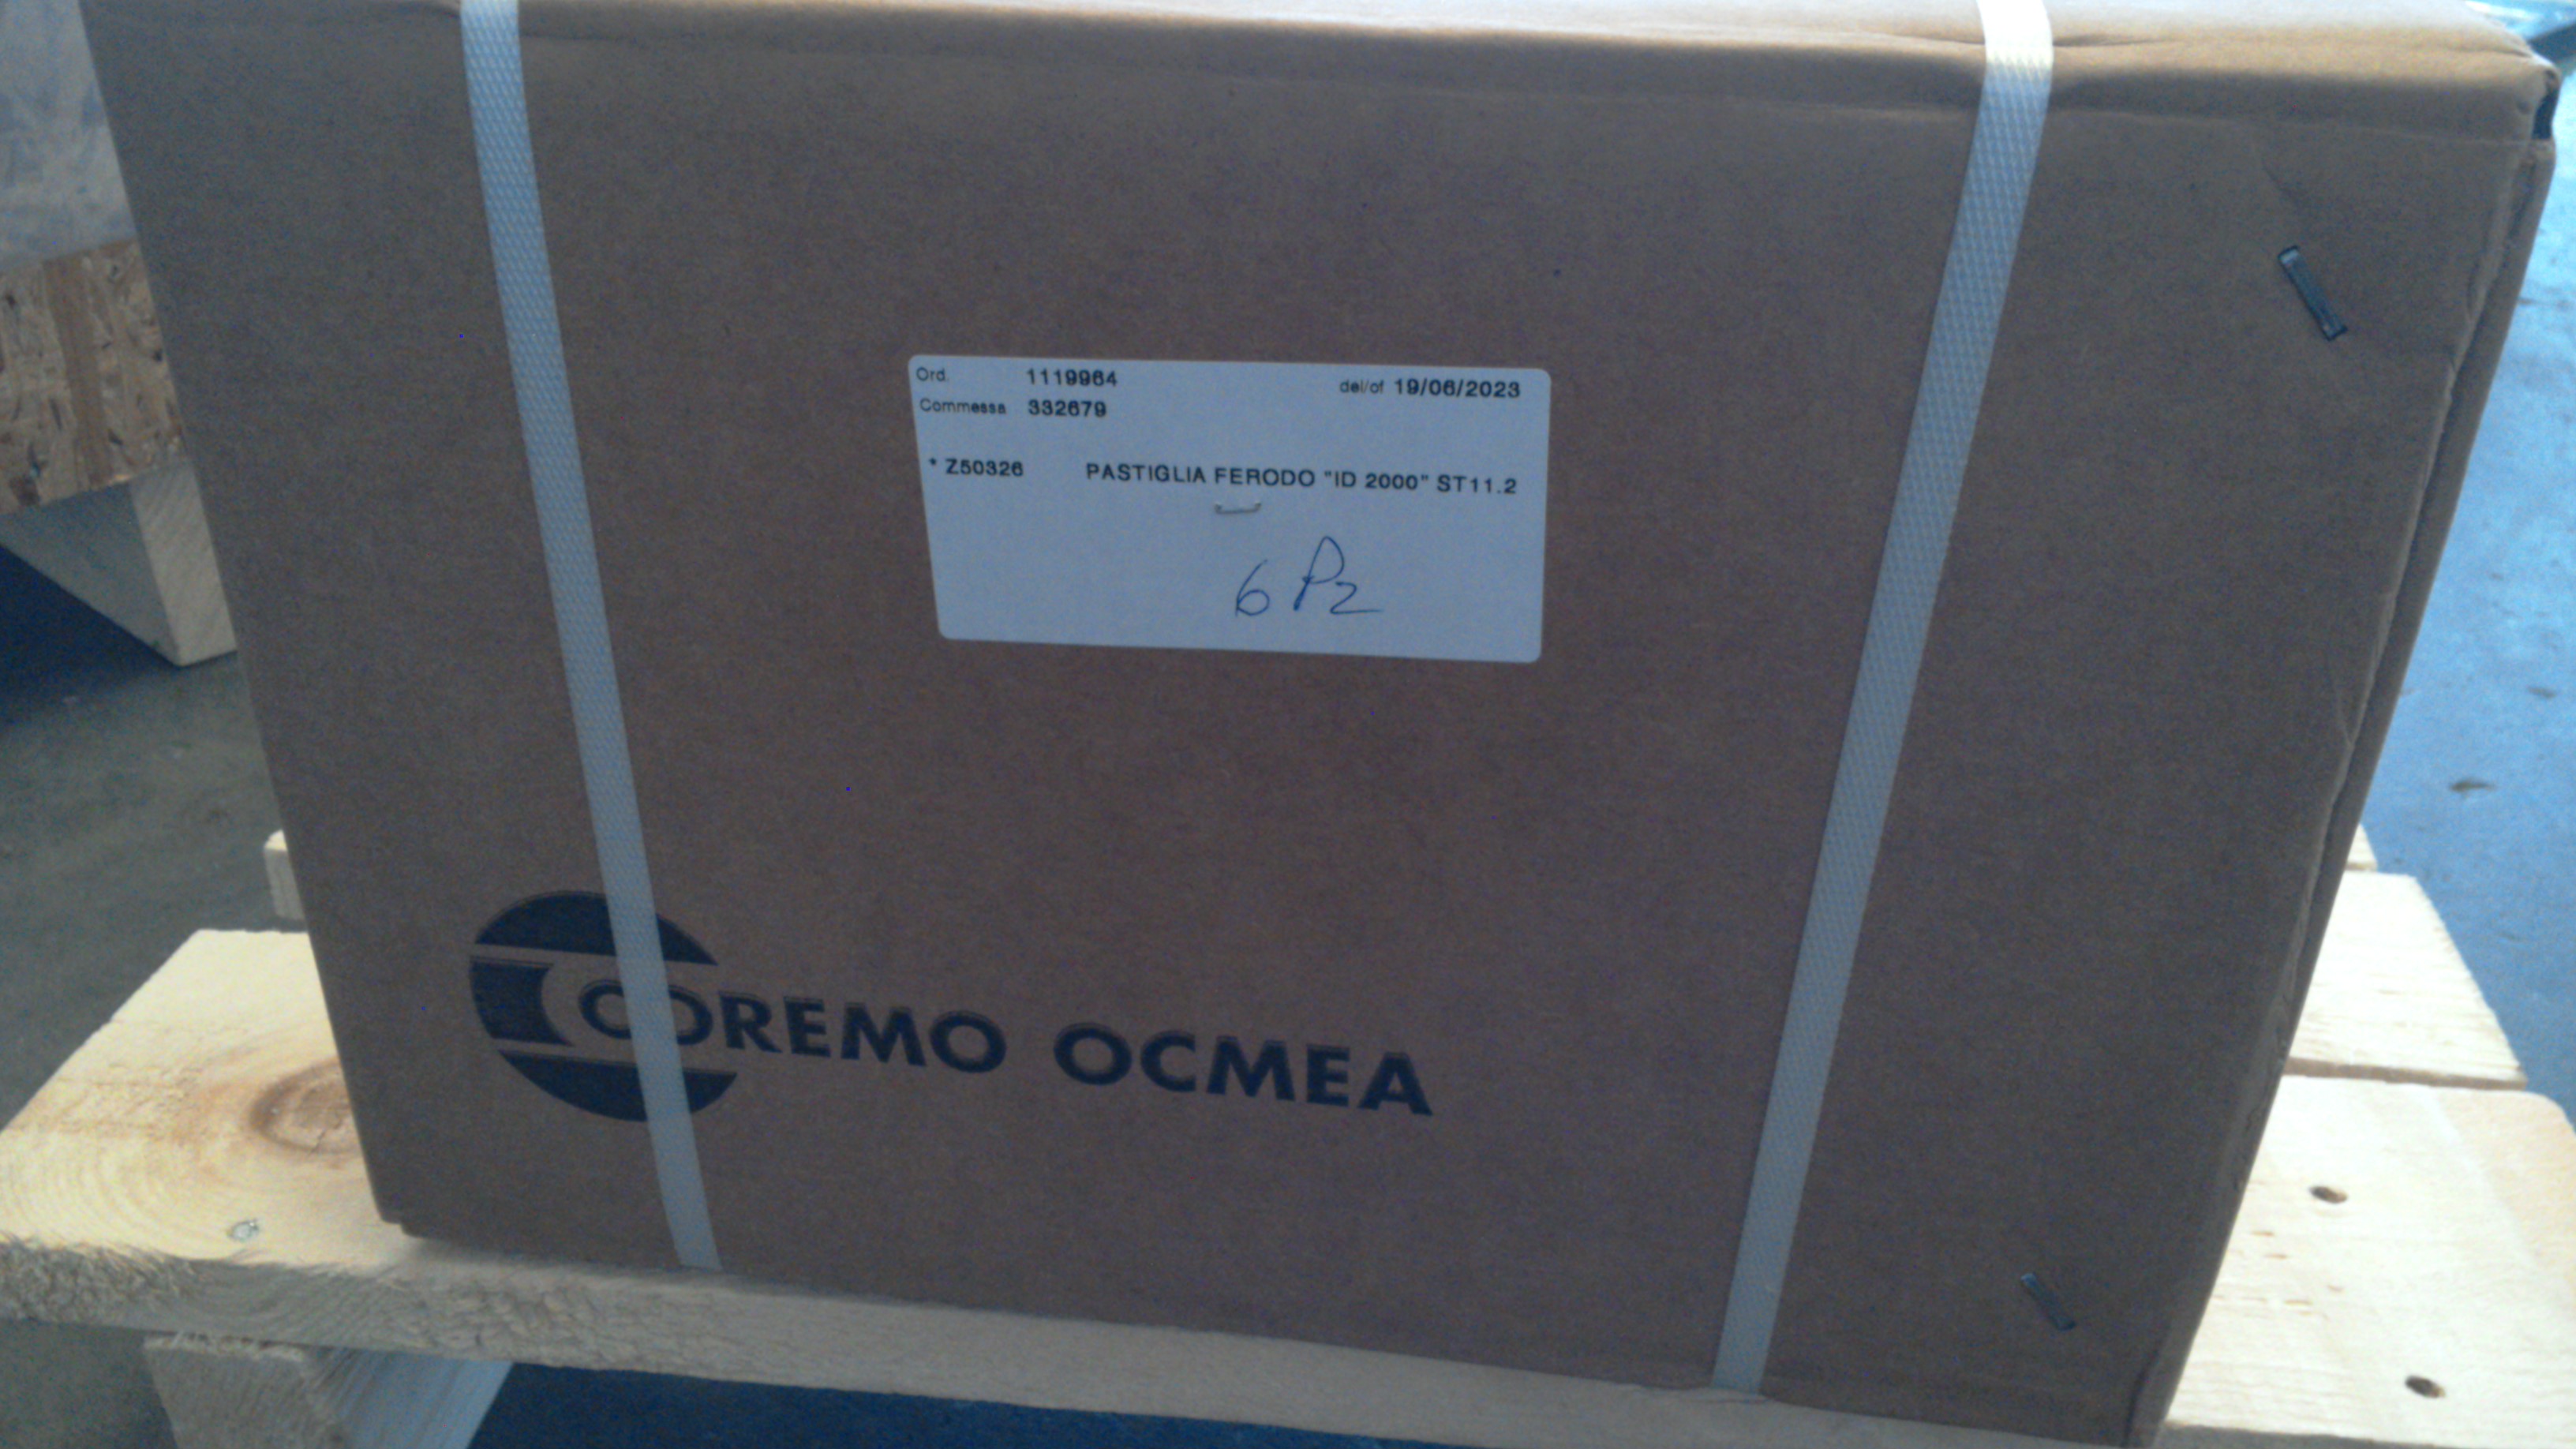 Ord. 1119964 del/of 19/06/2023
Commessa 332679
* Z50326 PASTIGLIA FERODO "ID 2000" ST11.2
6 Pz
COREMO OCMEA